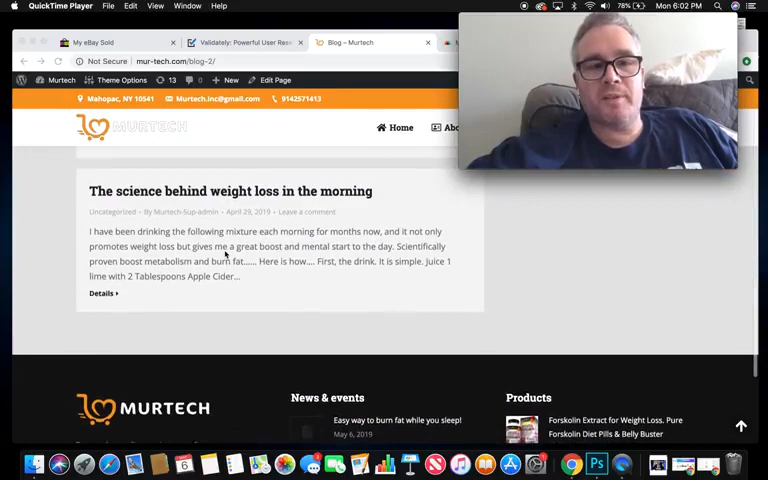 QuickTime Player File Edit View Window Help 78% Mon 6:02 PM
My eBay Sold Validately: Powerful User Rese Blog – Murtech
Not Secure mur-tech.com/blog-2/
Murtech Theme Options 13 0 New Edit Page
Mahopac, NY 10541 Murtech.inc@gmail.com 9142571413
MURTECH Home Abo
The science behind weight loss in the morning
Uncategorized • By Murtech-5up-admin • April 29, 2019 • Leave a comment
I have been drinking the following mixture each morning for months now, and it not only
promotes weight loss but gives me a great boost and mental start to the day. Scientifically
proven boost metabolism and burn fat...... Here is how.... First, the drink. It is simple. Juice 1
lime with 2 Tablespoons Apple Cider...
Details
MURTECH
News & events
Products
Easy way to burn fat while you sleep!
May 6, 2019
Forskolin Extract for Weight Loss. Pure
Forskolin Diet Pills & Belly Buster